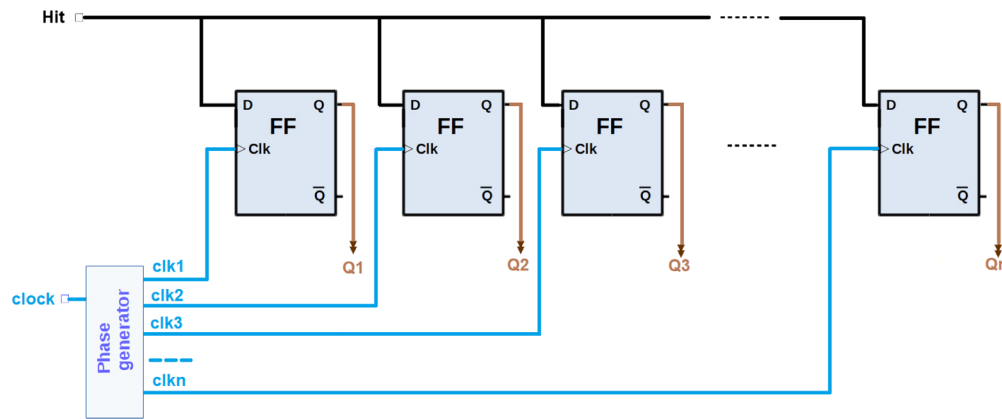 Hit
D Q
FF
Clk
Q
D Q
FF
Clk
Q
D Q
FF
Clk
Q
D Q
FF
Clk
Q
Q1
Q2
Q3
clock
Phase generator
clk1
clk2
clk3
clkn